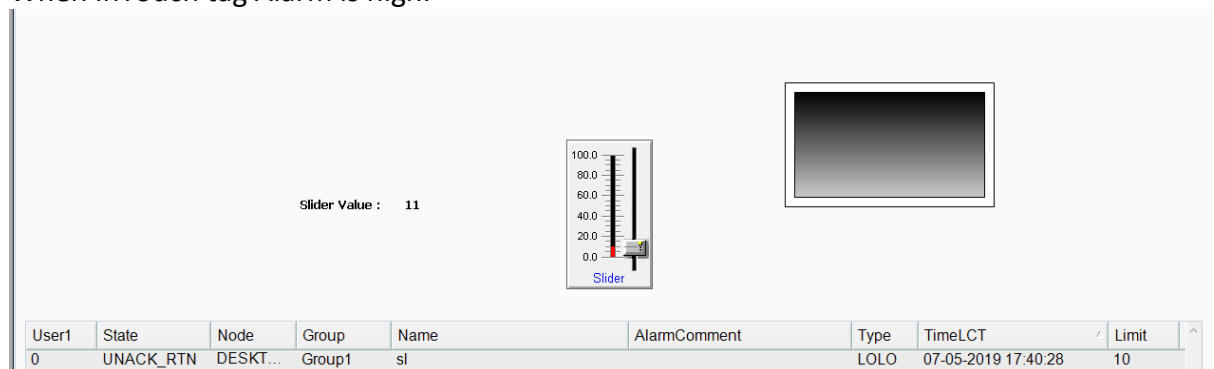 When InTouch tag Alarm is high
100.0
80.0
60.0
Slider Value : 11
40.0
20.0
0.0
Slider
User1 State Node Group Name AlarmComment Type TimeLCT Limit
0 UNACK_RTN DESKT... Group1 sl LOLO 07-05-2019 17:40:28 10